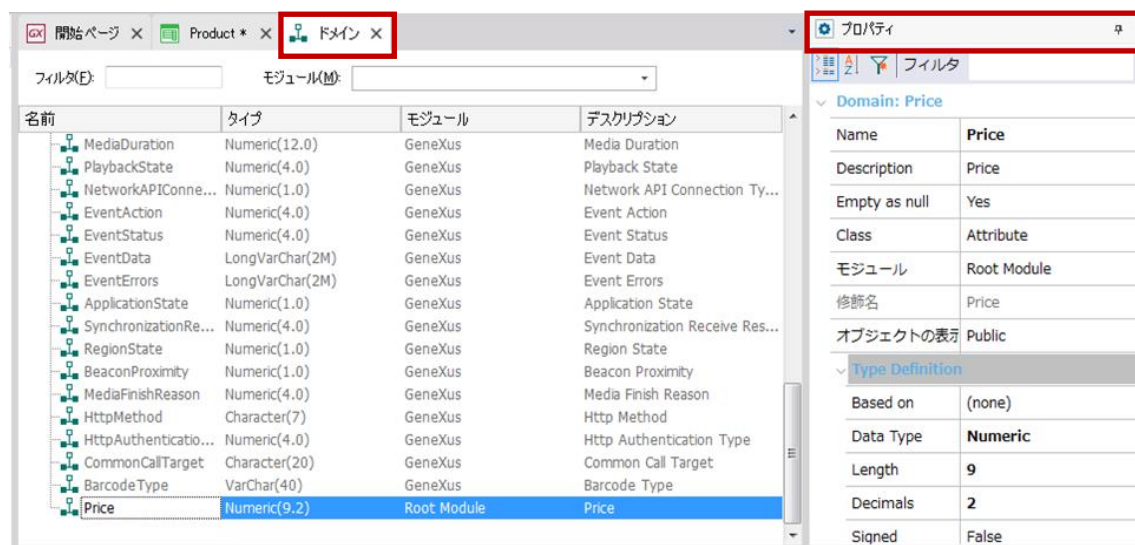 開始ページ Product * ドメイン
フィルタ(F): モジュール(M):
名前 タイプ モジュール デスクリプション
MediaDuration Numeric(12.0) GeneXus Media Duration
PlaybackState Numeric(4.0) GeneXus Playback State
NetworkAPIConne... Numeric(1.0) GeneXus Network API Connection Ty...
EventAction Numeric(4.0) GeneXus Event Action
EventStatus Numeric(4.0) GeneXus Event Status
EventData LongVarChar(2M) GeneXus Event Data
EventErrors LongVarChar(2M) GeneXus Event Errors
ApplicationState Numeric(1.0) GeneXus Application State
SynchronizationRe... Numeric(4.0) GeneXus Synchronization Receive Res...
RegionState Numeric(1.0) GeneXus Region State
BeaconProximity Numeric(1.0) GeneXus Beacon Proximity
MediaFinishReason Numeric(4.0) GeneXus Media Finish Reason
HttpMethod Character(7) GeneXus Http Method
HttpAuthenticatio... Numeric(4.0) GeneXus Http Authentication Type
CommonCallTarget Character(20) GeneXus Common Call Target
BarcodeType VarChar(40) GeneXus Barcode Type
Price Numeric(9.2) Root Module Price
プロパティ
フィルタ
Domain: Price
Name Price
Description Price
Empty as null Yes
Class Attribute
モジュール Root Module
修飾名 Price
オブジェクトの表示 Public
Type Definition
Based on (none)
Data Type Numeric
Length 9
Decimals 2
Signed False